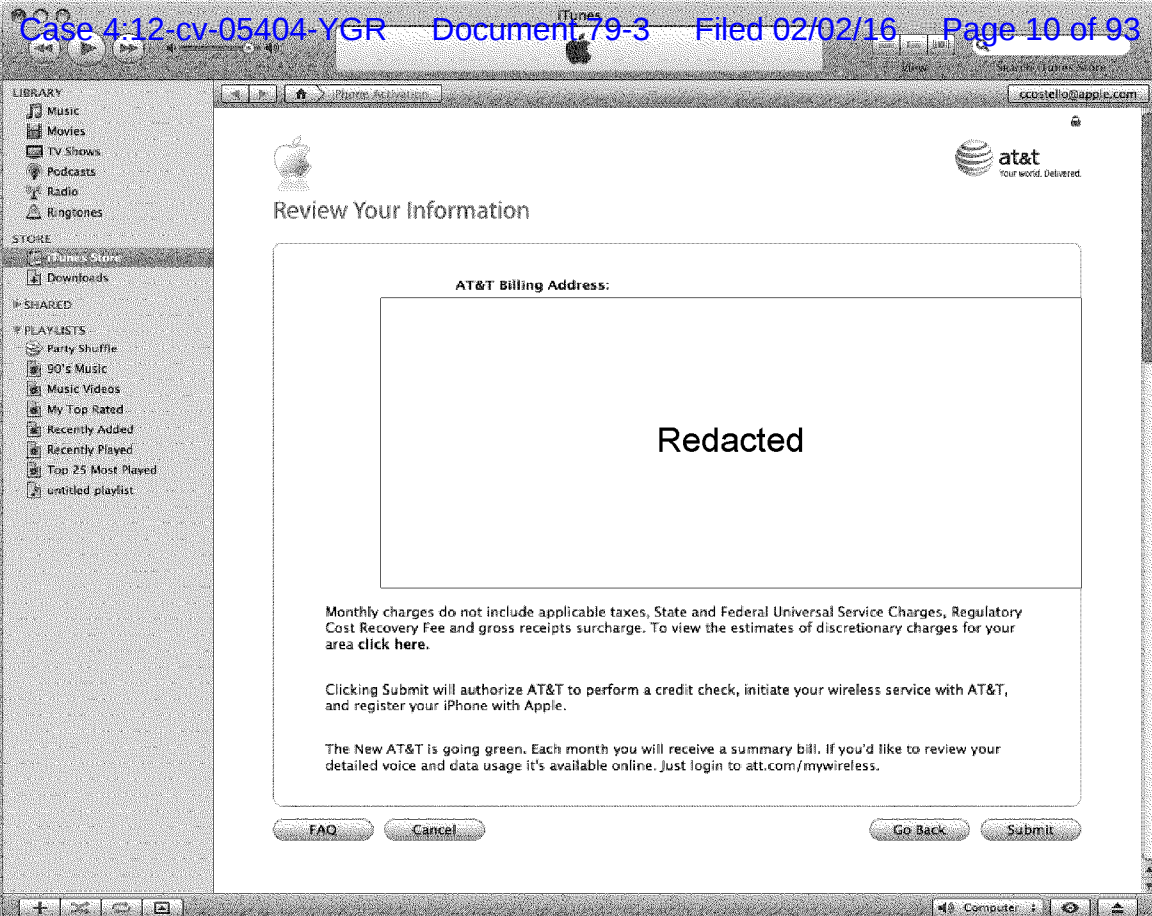 iTunes
Case 4:12-cv-05404-YGR Document 79-3 Filed 02/02/16 Page 10 of 93
View
Search iTunes Store
LIBRARY
Music
Movies
TV Shows
Podcasts
Radio
Ringtones
STORE
iTunes Store
Downloads
SHARED
PLAYLISTS
Party Shuffle
90's Music
Music Videos
My Top Rated
Recently Added
Recently Played
Top 25 Most Played
untitled playlist
iPhone Activation
ccostello@apple.com
at&t
Your world. Delivered.
Review Your Information
AT&T Billing Address:
Redacted
Monthly charges do not include applicable taxes, State and Federal Universal Service Charges, Regulatory
Cost Recovery Fee and gross receipts surcharge. To view the estimates of discretionary charges for your
area click here.
Clicking Submit will authorize AT&T to perform a credit check, initiate your wireless service with AT&T,
and register your iPhone with Apple.
The New AT&T is going green. Each month you will receive a summary bill. If you'd like to review your
detailed voice and data usage it's available online. Just login to att.com/mywireless.
FAQ
Cancel
Go Back
Submit
Computer